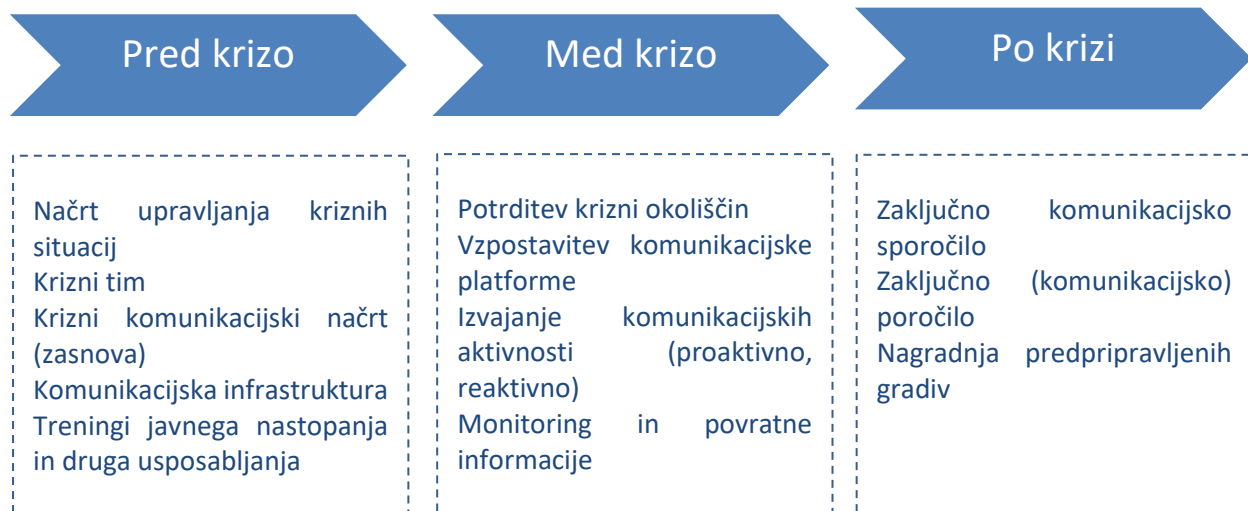 Pred krizo
Načrt upravljanja kriznih
situacij
Krizni tim
Krizni komunikacijski načrt
(zasnova)
Komunikacijska infrastruktura
Treningi javnega nastopanja
in druga usposabljanja
Med krizo
Potrditev krizni okoliščin
Vzpostavitev komunikacijske
platforme
Izvajanje komunikacijskih
aktivnosti (proaktivno,
reaktivno)
Monitoring in povratne
informacije
Po krizi
Zaključno komunikacijsko
sporočilo
Zaključno (komunikacijsko)
poročilo
Nagradnja predpripravljenih
gradiv